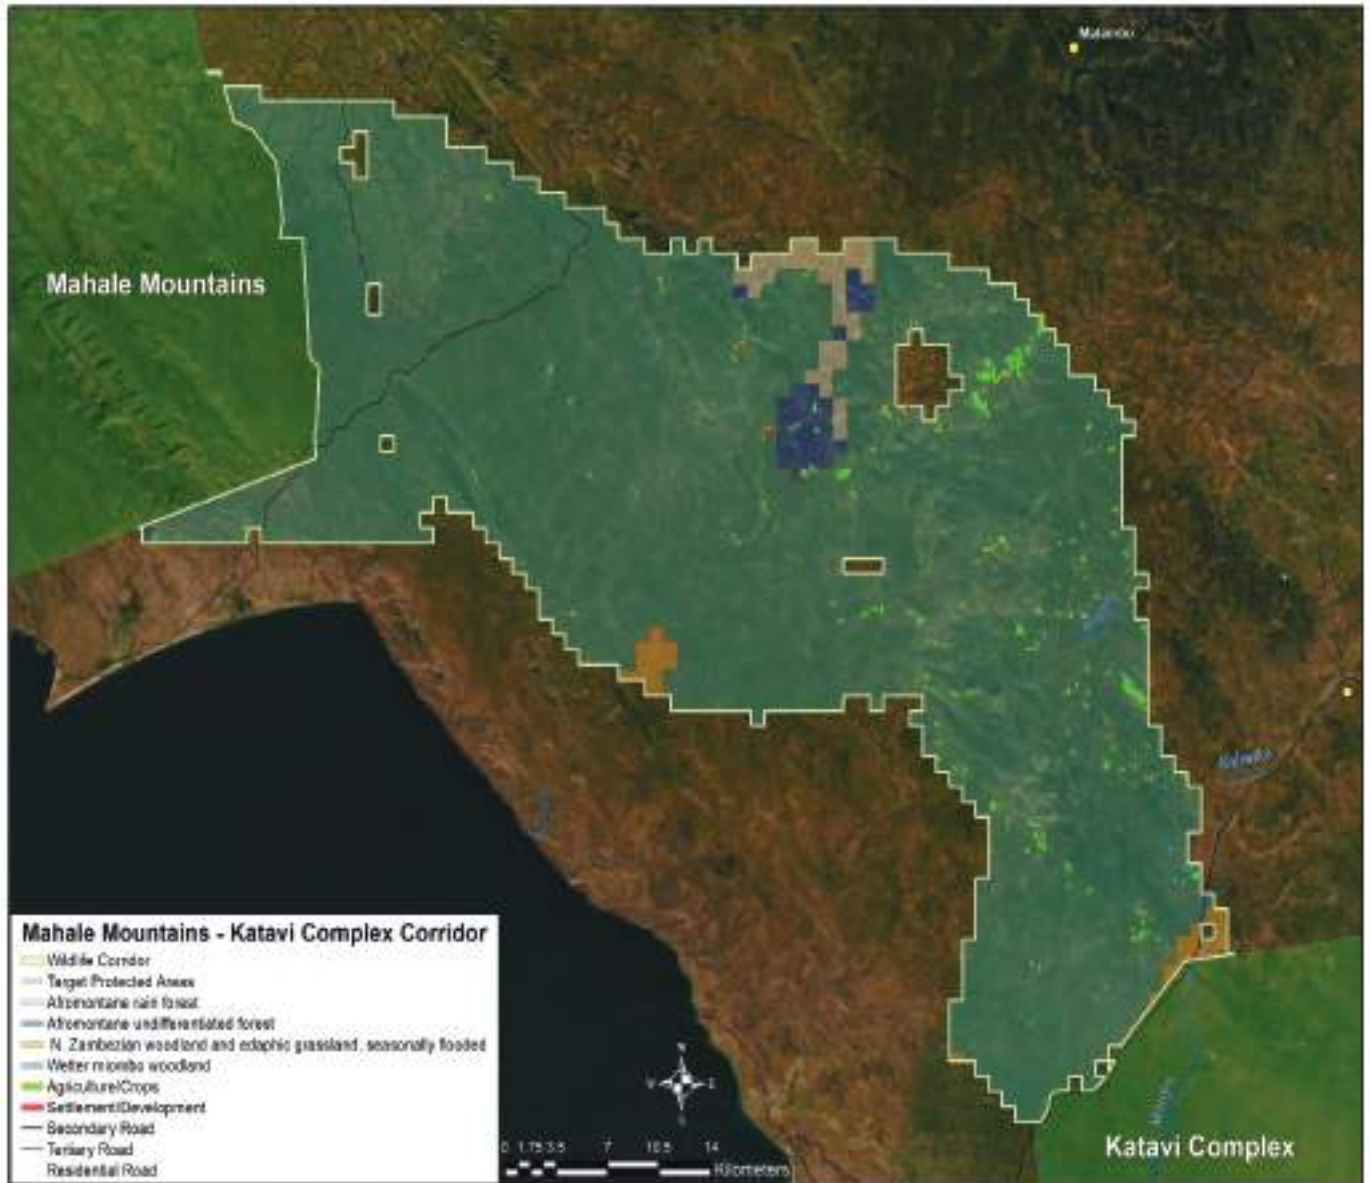 Mahale Mountains
Mahale Mountains - Katavi Complex Corridor
Wildlife Corridor
Target Protected Areas
Afromontane rain forest
Afromontane undifferentiated forest
N. Zambezian woodland and edaphic grassland, seasonally flooded
Wetter miombo woodland
Agriculture/Crops
Settlement/Development
Secondary Road
Tertiary Road
Residential Road
N
0 1.75 3.5 7 10.5 14
Kilometers
Katavi Complex